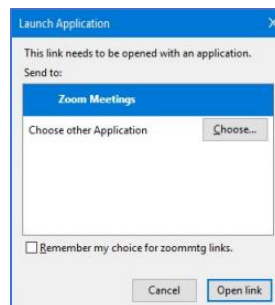 Launch Application
This link needs to be opened with an application.
Send to:
Zoom Meetings
Choose other Application
Choose...
Remember my choice for zoommtg links.
Cancel
Open link